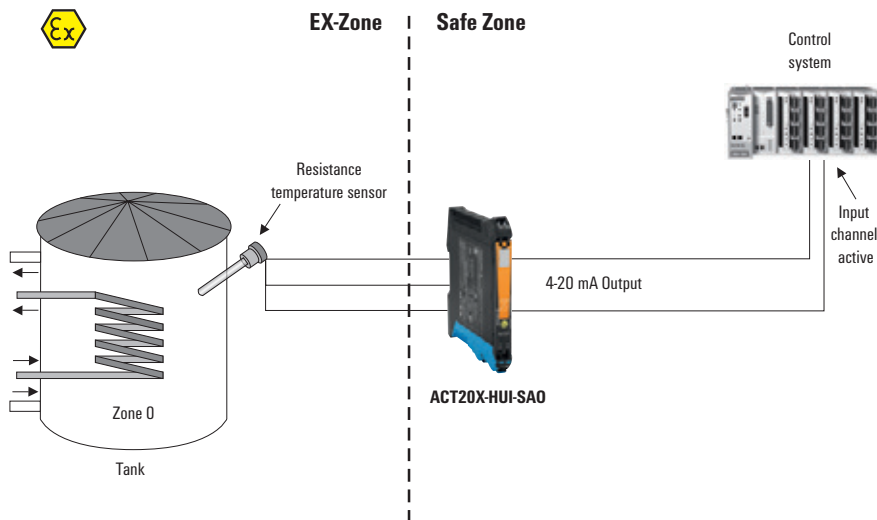 Ex
EX-Zone
Safe Zone
Control
system
Resistance
temperature sensor
Input
channel
active
4-20 mA Output
ACT20X-HUI-SAO
Zone 0
Tank